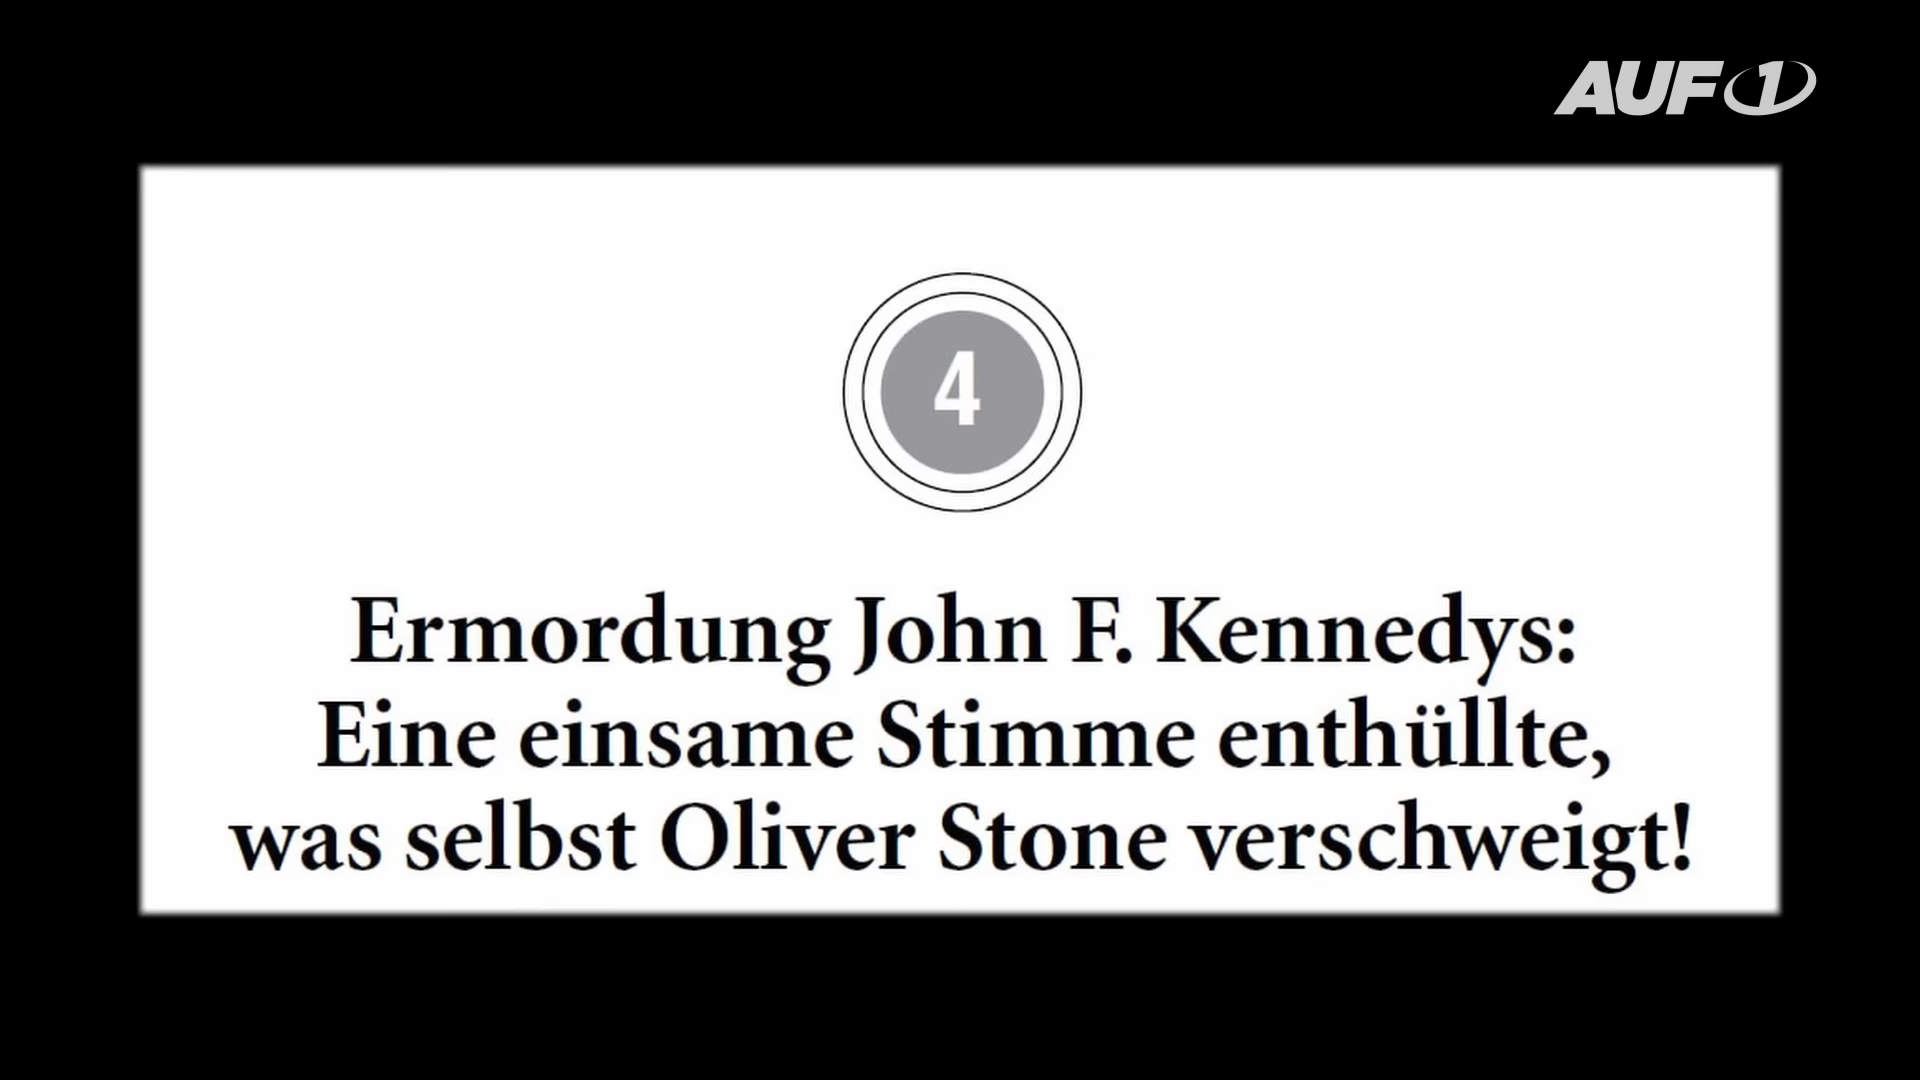 AUF1
4
Ermordung John F. Kennedys:
Eine einsame Stimme enthüllte,
was selbst Oliver Stone verschweigt!